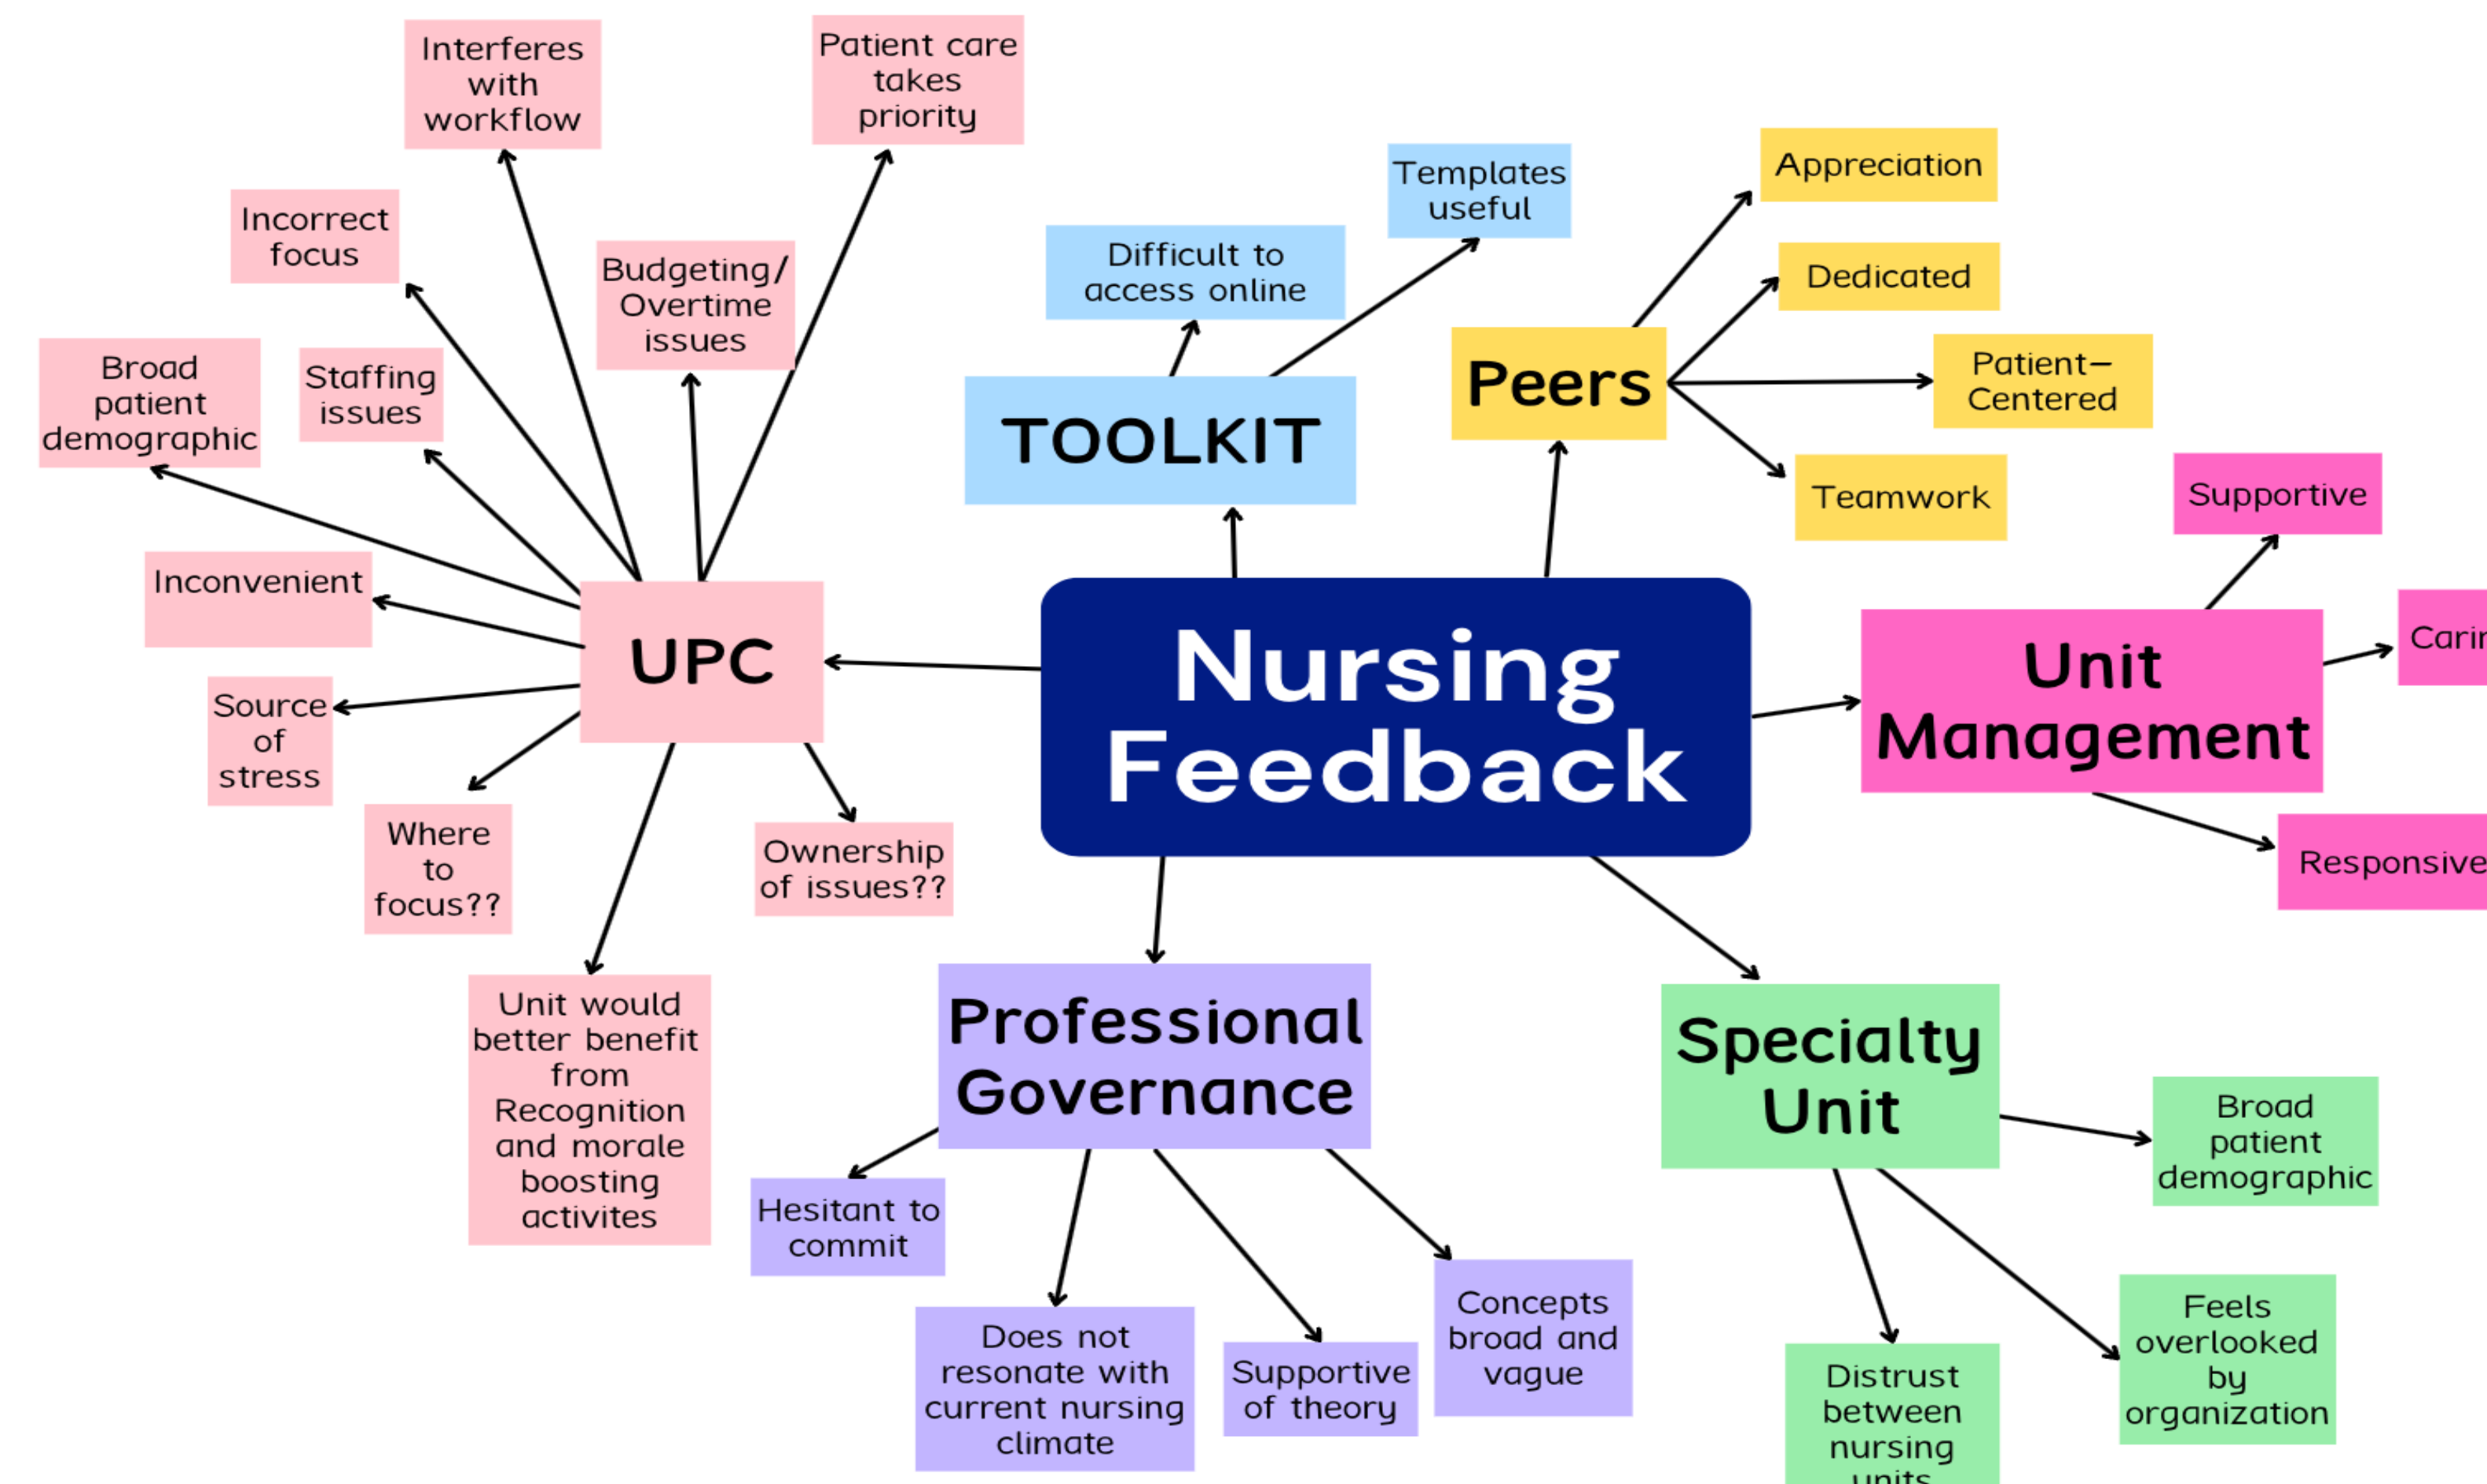 Interferes
with
workflow
Patient care
takes
priority
Incorrect
focus
Budgeting/
Overtime
issues
Broad
patient
demographic
Staffing
issues
Inconvenient
UPC
Source
of
stress
Where
to
focus??
Ownership
of issues??
Unit would
better benefit
from
Recognition
and morale
boosting
activites
Templates
useful
Difficult to
access online
TOOLKIT
Appreciation
Dedicated
Peers
Patient-
Centered
Teamwork
Nursing
Feedback
Supportive
Unit
Management
Responsive
Professional
Governance
Hesitant to
commit
Does not
resonate with
current nursing
climate
Supportive
of theory
Concepts
broad and
vague
Specialty
Unit
Broad
patient
demographic
Feels
overlooked
by
organization
Distrust
between
nursing
units